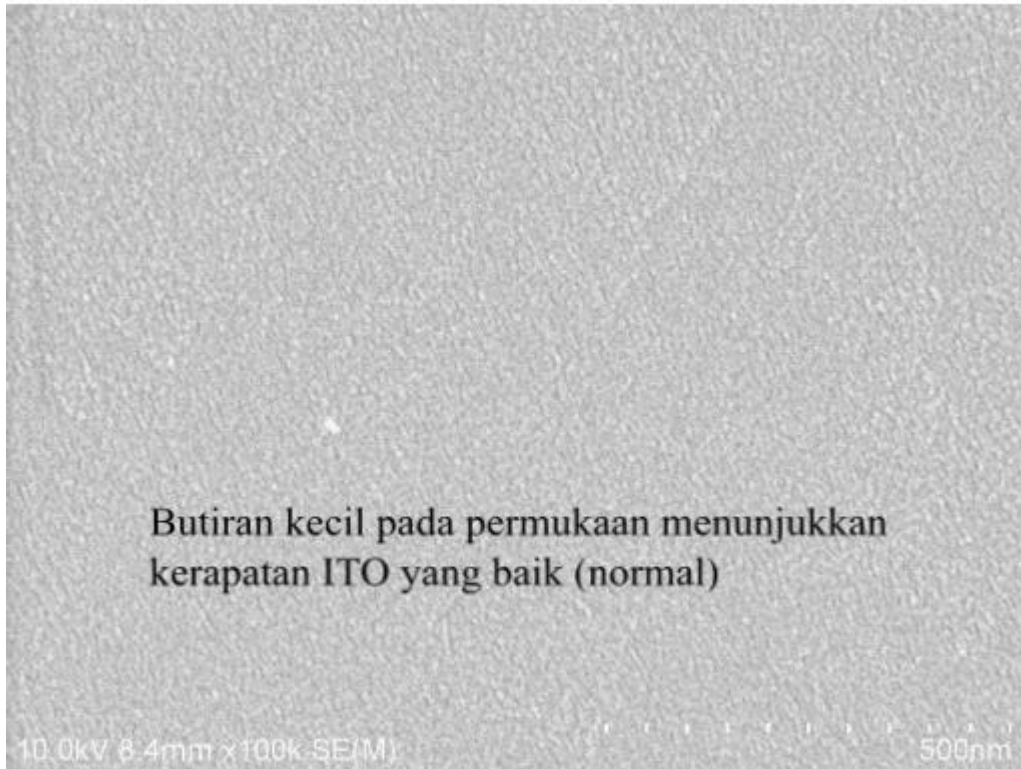 Butiran kecil pada permukaan menunjukkan
kerapatan ITO yang baik (normal)
10.0kV 8.4mm x100k SE(M) 500nm